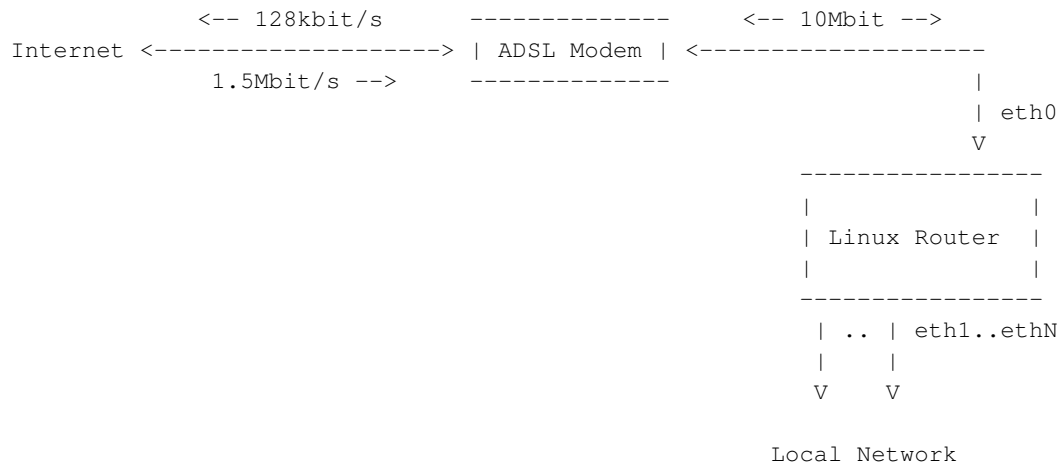 <-- 128kbit/s -------------- <-- 10Mbit -->
Internet <--------------------> | ADSL Modem | <--------------------
1.5Mbit/s --> -------------- |
| eth0
V
-----------------
| |
| Linux Router |
| |
-----------------
| .. | eth1..ethN
| |
V V
Local Network